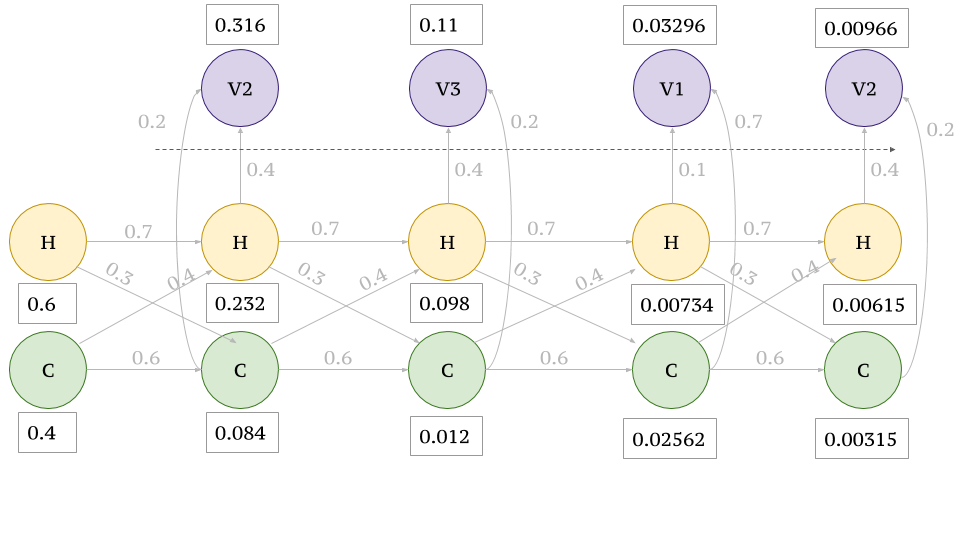 0.316 0.11 0.03296 0.00966
V2 V3 V1 V2
0.2 0.2 0.7 0.2
0.4 0.4 0.1 0.4
H 0.7 H 0.7 H 0.7 H 0.7 H
0.3 0.4 0.3 0.4 0.3 0.4 0.3 0.4
0.6 0.232 0.098 0.00734 0.00615
C 0.6 C 0.6 C 0.6 C 0.6 C
0.4 0.084 0.012 0.02562 0.00315